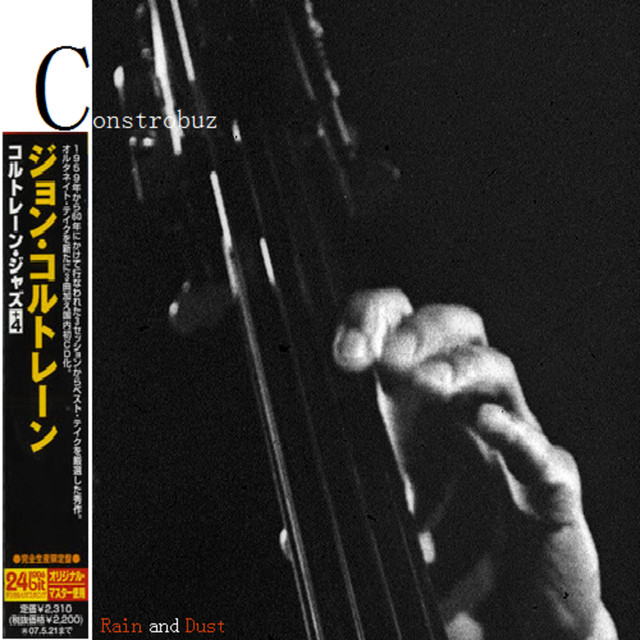 Constrobuz
1959年から60年にかけて行なわれた3セッションからベスト・テイクを厳選した秀作。
オルタネイト・テイクを新たに3曲加え国内初CD化。
ジョン・コルトレーン
コルトレーン・ジャズ+4
●完全生産限定盤●
24bit
オリジナル・
マスター使用
定価¥2,310
(税抜価格¥2,200)
※07.5.21まで
Rain and Dust